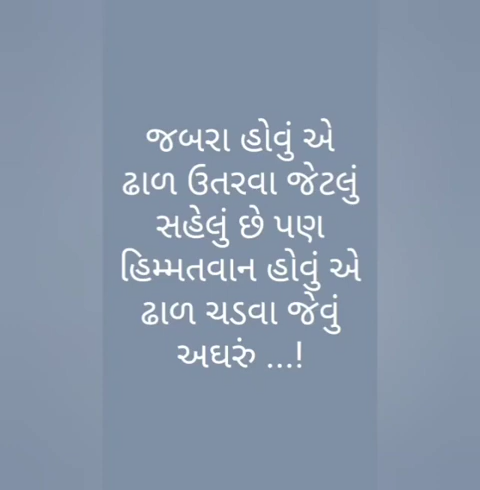 જબરા હોવું એ
ઢાળ ઉતરવા જેટલું
સહેલું છે પણ
હિમ્મતવાન હોવું એ
ઢાળ ચડવા જેવું
અઘરું ...!